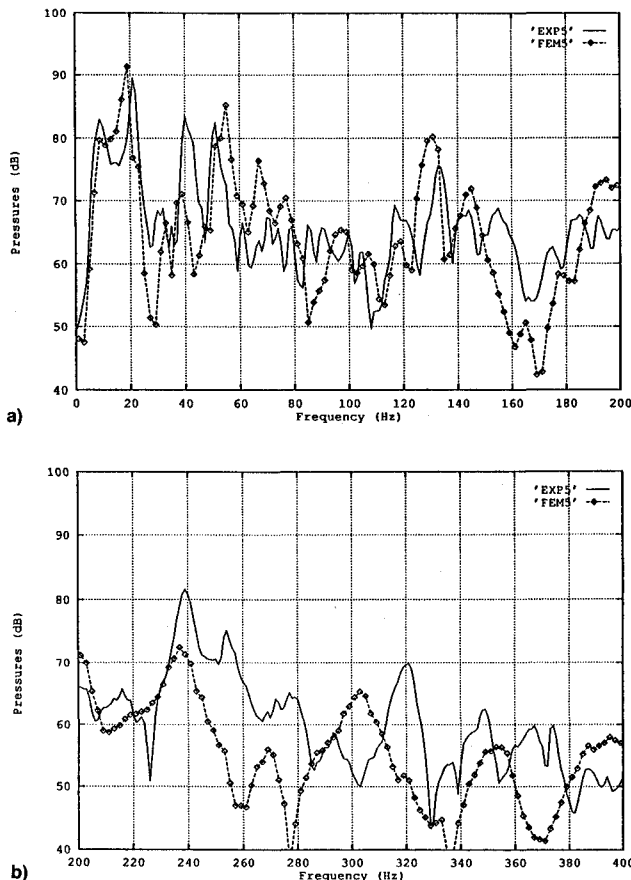 100
90
80
70
60
50
40
Pressures (dB)
'EXP5'
'FEM5'
0 20 40 60 80 100 120 140 160 180 200
Frequency (Hz)
a)
100
90
80
70
60
50
40
Pressures (dB)
'EXP5'
'FEM5'
200 220 240 260 280 300 320 340 360 380 400
Frequency (Hz)
b)